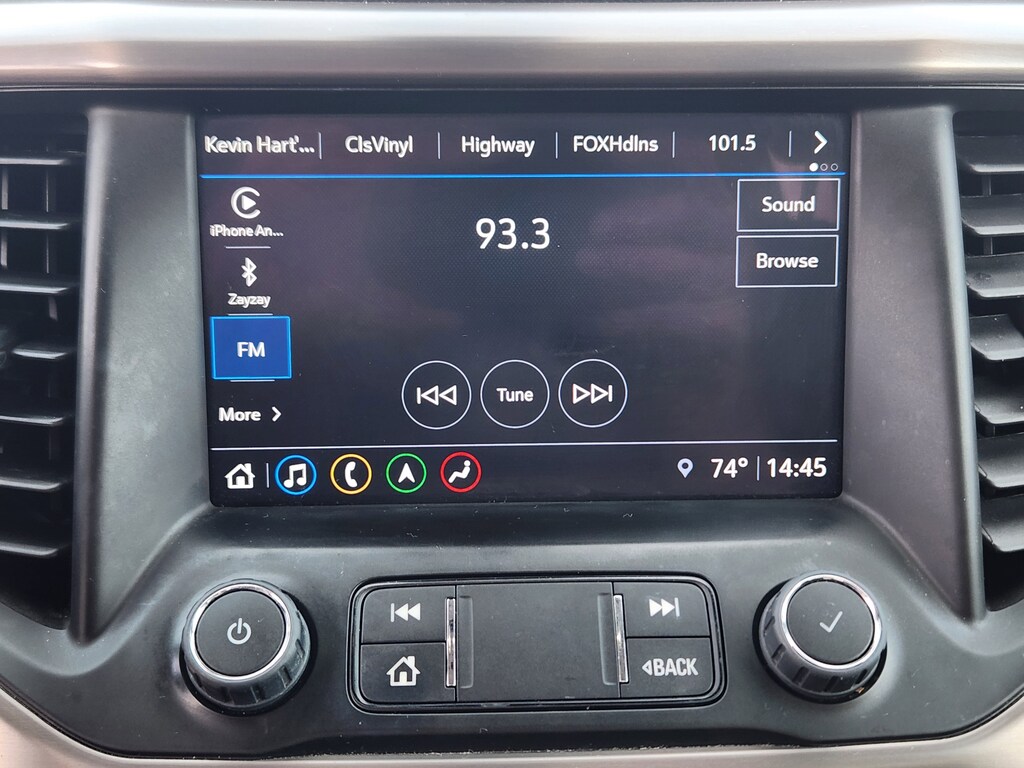 Kevin Hart'... ClsVinyl Highway FOXHdlns 101.5
iPhone An...
93.3
Sound
Browse
Zayzay
FM
More
Tune
74° 14:45
BACK